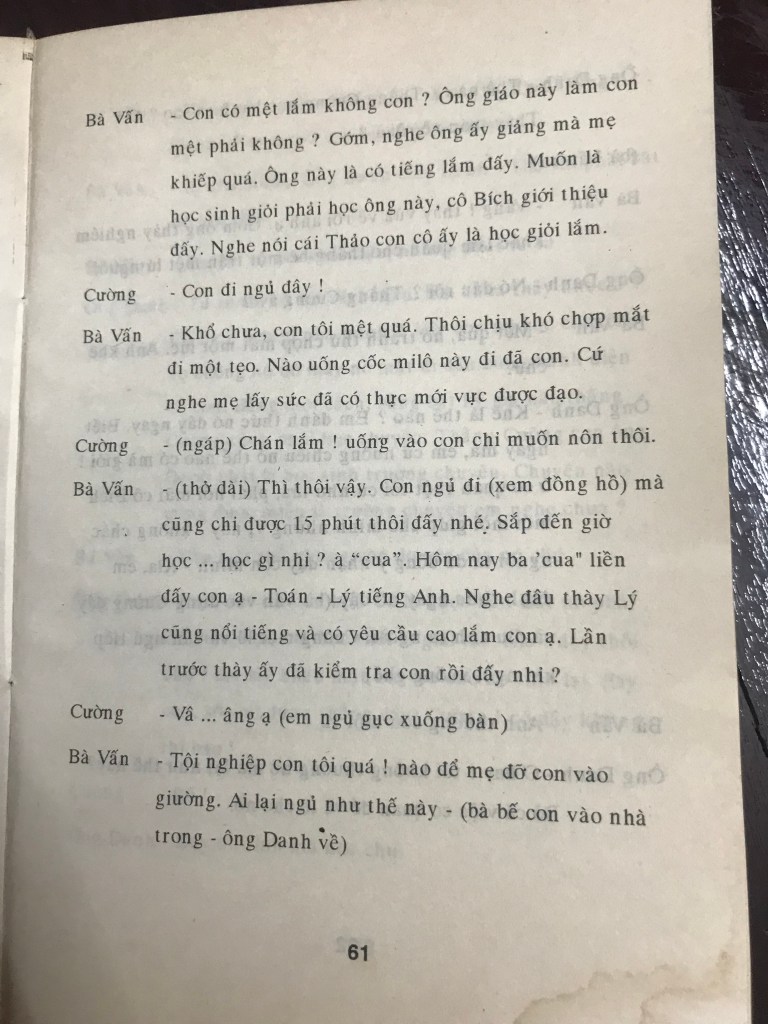 Bà Vấn - Con có mệt lắm không con ? Ông giáo này làm con
mệt phải không ? Gớm, nghe ông ấy giảng mà mẹ
khiếp quá. Ông này là có tiếng lắm đấy. Muốn là
học sinh giỏi phải học ông này, cô Bích giới thiệu
đấy. Nghe nói cái Thảo con cô ấy là học giỏi lắm.
Cường - Con đi ngủ đây !
Bà Vấn - Khổ chưa, con tôi mệt quá. Thôi chịu khó chợp mắt
đi một tẹo. Nào uống cốc milô này đi đã con. Cứ
nghe mẹ lấy sức đã có thực mới vực được đạo.
Cường - (ngáp) Chán lắm ! uống vào con chi muốn nôn thôi.
Bà Vấn - (thở dài) Thì thôi vậy. Con ngủ đi (xem đồng hồ) mà
cũng chi được 15 phút thôi đấy nhé. Sắp đến giờ
học ... học gì nhi ? à “cua”. Hôm nay ba 'cua" liền
đấy con ạ - Toán - Lý tiếng Anh. Nghe đâu thày Lý
cũng nổi tiếng và có yêu cầu cao lắm con ạ. Lần
trước thày ấy đã kiểm tra con rồi đấy nhi ?
Cường - Vâ ... âng ạ (em ngủ gục xuống bàn)
Bà Vấn - Tội nghiệp con tôi quá ! nào để mẹ đỡ con vào
giường. Ai lại ngủ như thế này - (bà bế con vào nhà
trong - ông Danh về)
61